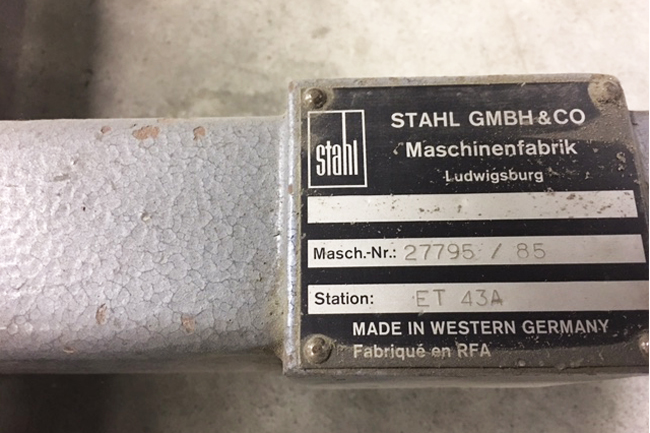 stahl
STAHL GMBH & CO
Maschinenfabrik
Ludwigsburg
Masch.-Nr.: 27795 / 85
Station: ET 43A
MADE IN WESTERN GERMANY
Fabriqué en RFA